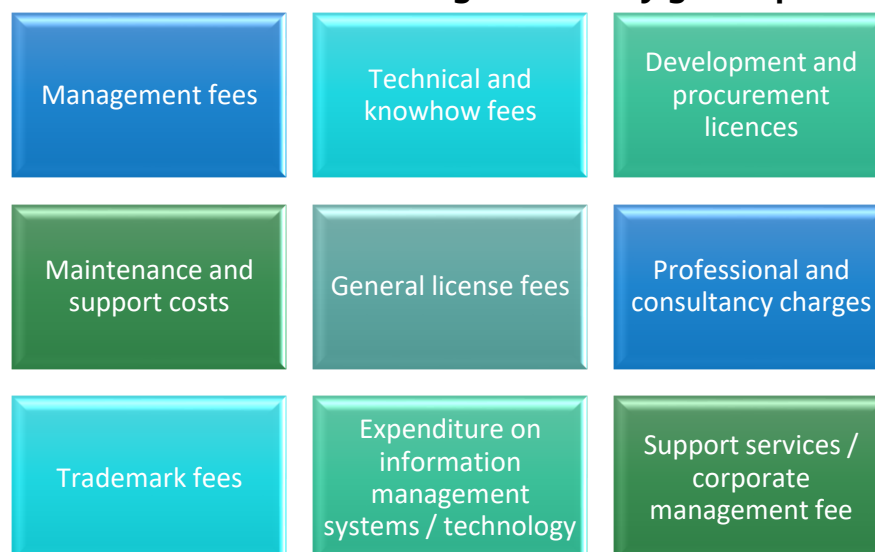 Management fees
Technical and
knowhow fees
Development and
procurement
licences
Maintenance and
support costs
General license fees
Professional and
consultancy charges
Trademark fees
Expenditure on
information
management
systems / technology
Support services /
corporate
management fee